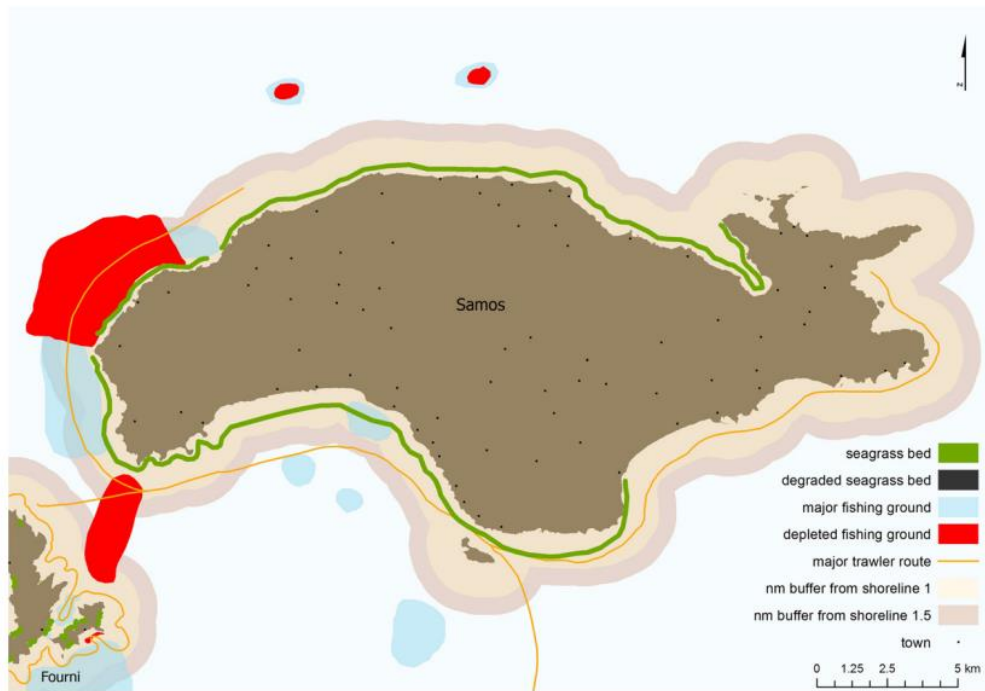 N
Samos
seagrass bed
degraded seagrass bed
major fishing ground
depleted fishing ground
major trawler route
nm buffer from shoreline 1
nm buffer from shoreline 1.5
town
0 1.25 2.5 5 km
Fourni